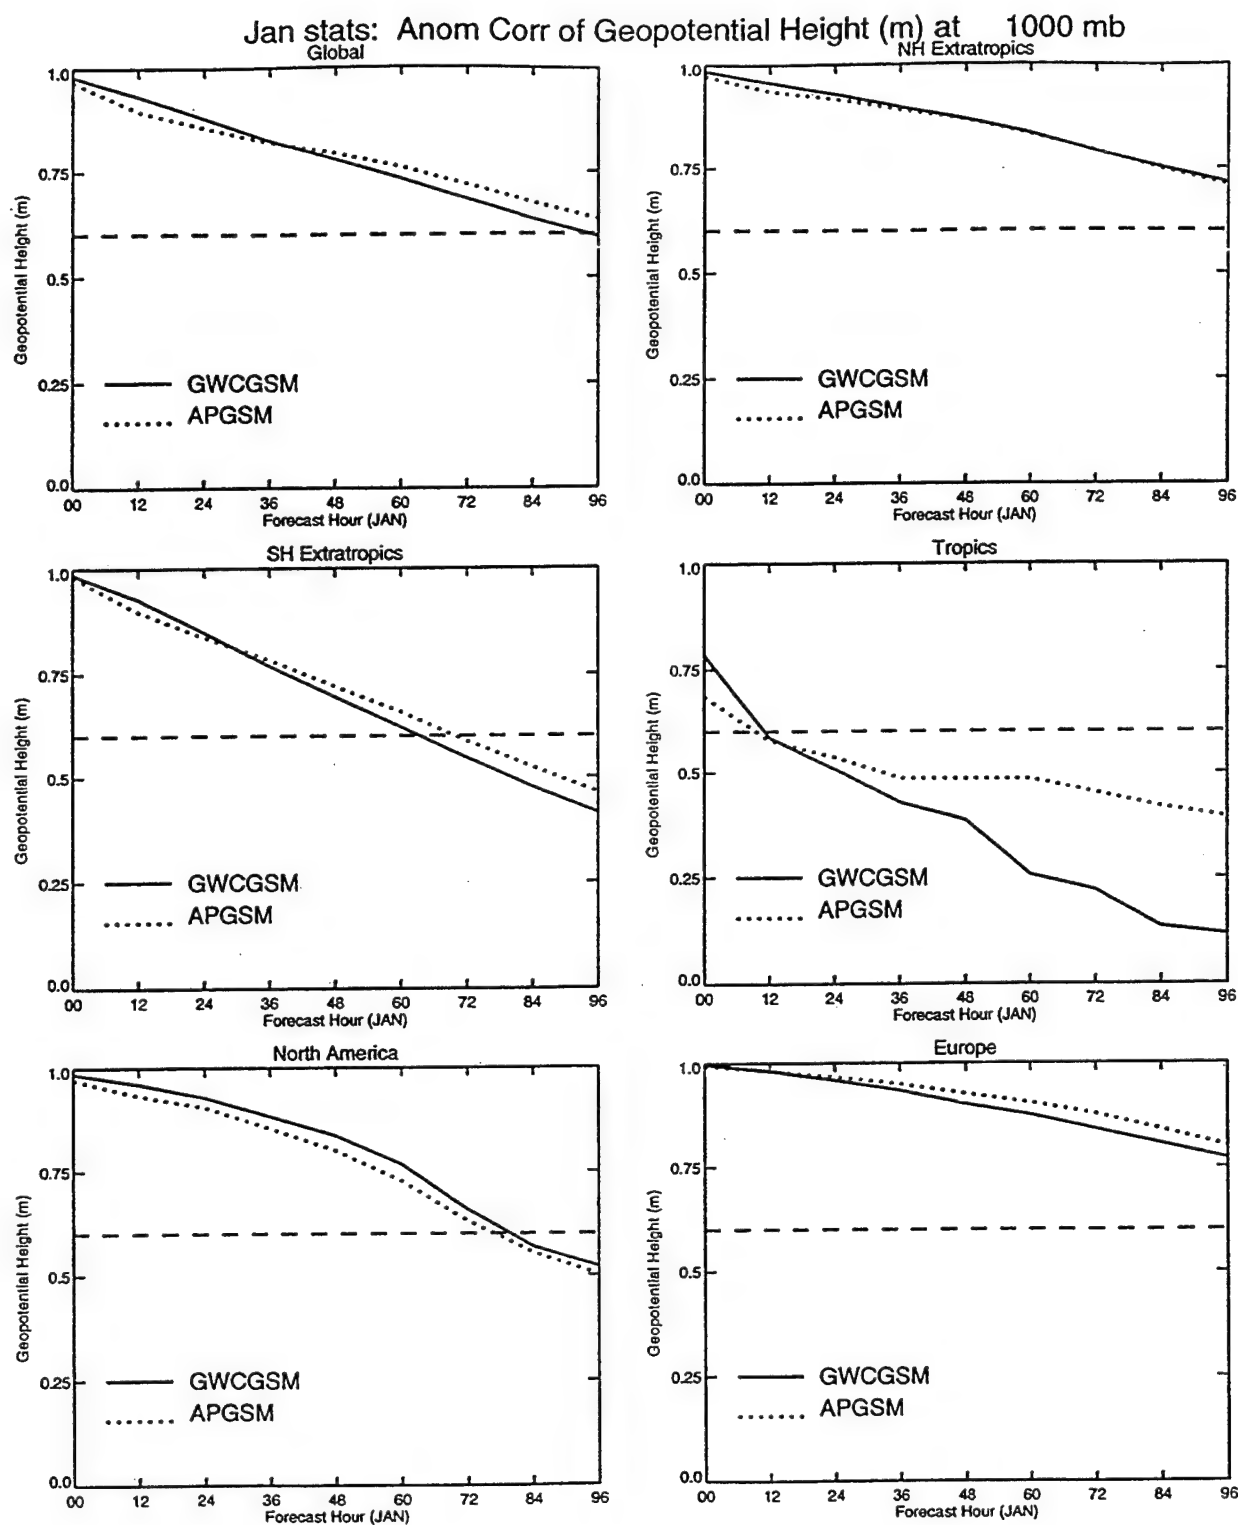 Jan stats: Anom Corr of Geopotential Height (m) at 1000 mb
Global
1.0
0.75
0.5
0.25
0.0
Geopotential Height (m)
GWCGSM
APGSM
00 12 24 36 48 60 72 84 96
Forecast Hour (JAN)
NH Extratropics
1.0
0.75
0.5
0.25
0.0
Geopotential Height (m)
GWCGSM
APGSM
00 12 24 36 48 60 72 84 96
Forecast Hour (JAN)
SH Extratropics
1.0
0.75
0.5
0.25
0.0
Geopotential Height (m)
GWCGSM
APGSM
00 12 24 36 48 60 72 84 96
Forecast Hour (JAN)
Tropics
1.0
0.75
0.5
0.25
0.0
Geopotential Height (m)
GWCGSM
APGSM
00 12 24 36 48 60 72 84 96
Forecast Hour (JAN)
North America
1.0
0.75
0.5
0.25
0.0
Geopotential Height (m)
GWCGSM
APGSM
00 12 24 36 48 60 72 84 96
Forecast Hour (JAN)
Europe
1.0
0.75
0.5
0.25
0.0
Geopotential Height (m)
GWCGSM
APGSM
00 12 24 36 48 60 72 84 96
Forecast Hour (JAN)